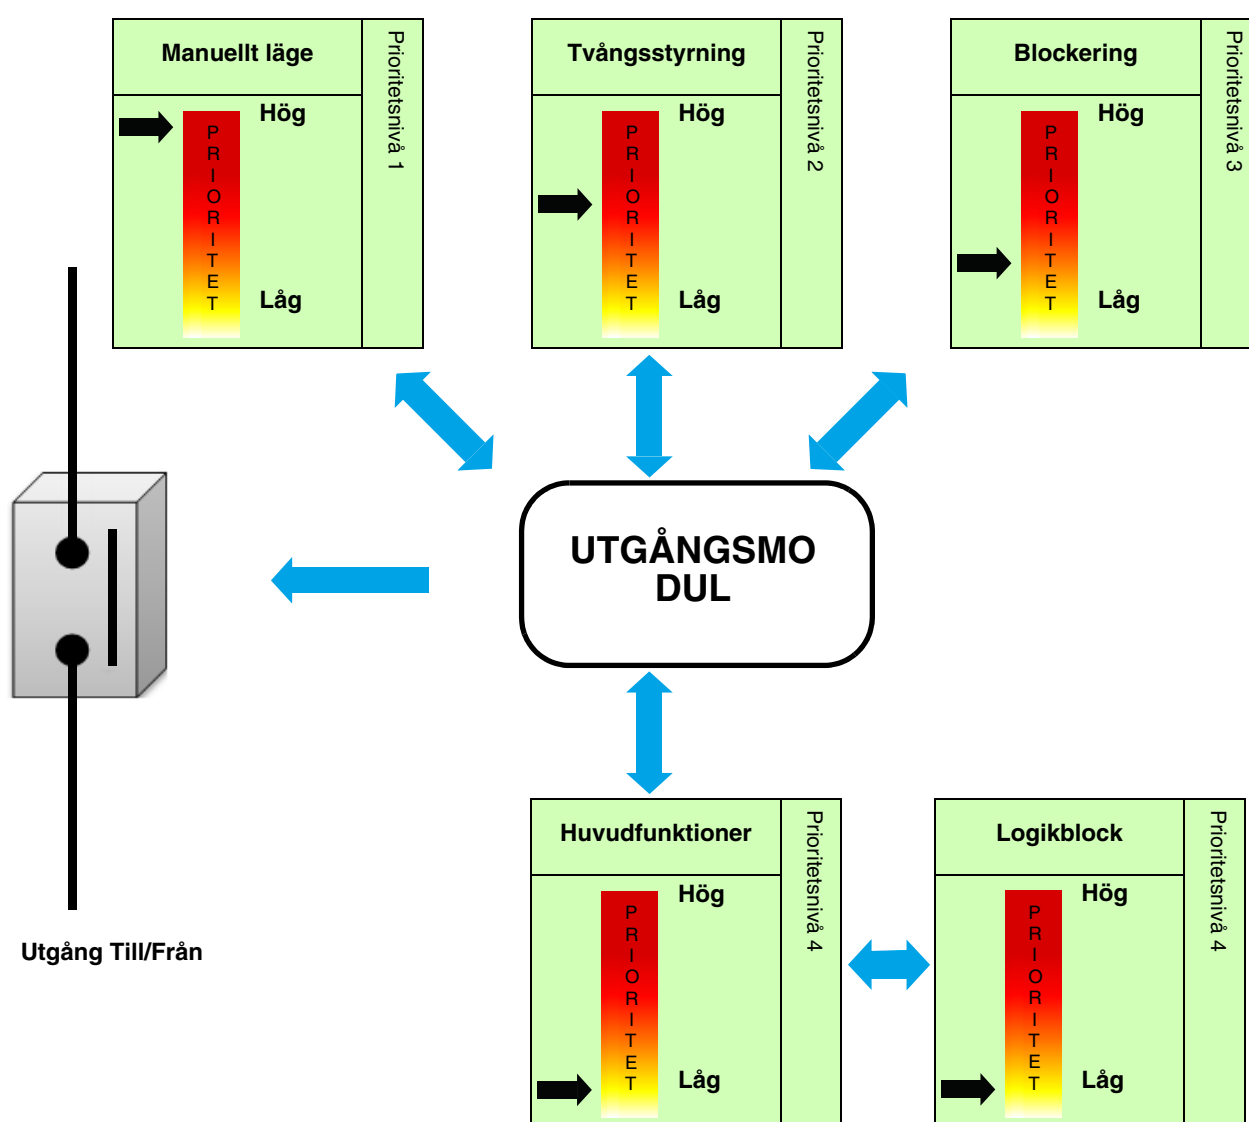 Manuellt läge
Prioritetsnivå 1
Hög
PRIORITET
Låg
Tvångsstyrning
Prioritetsnivå 2
Hög
PRIORITET
Låg
Blockering
Prioritetsnivå 3
Hög
PRIORITET
Låg
UTGÅNGSMO
DUL
Utgång Till/Från
Huvudfunktioner
Prioritetsnivå 4
Hög
PRIORITET
Låg
Logikblock
Prioritetsnivå 4
Hög
PRIORITET
Låg